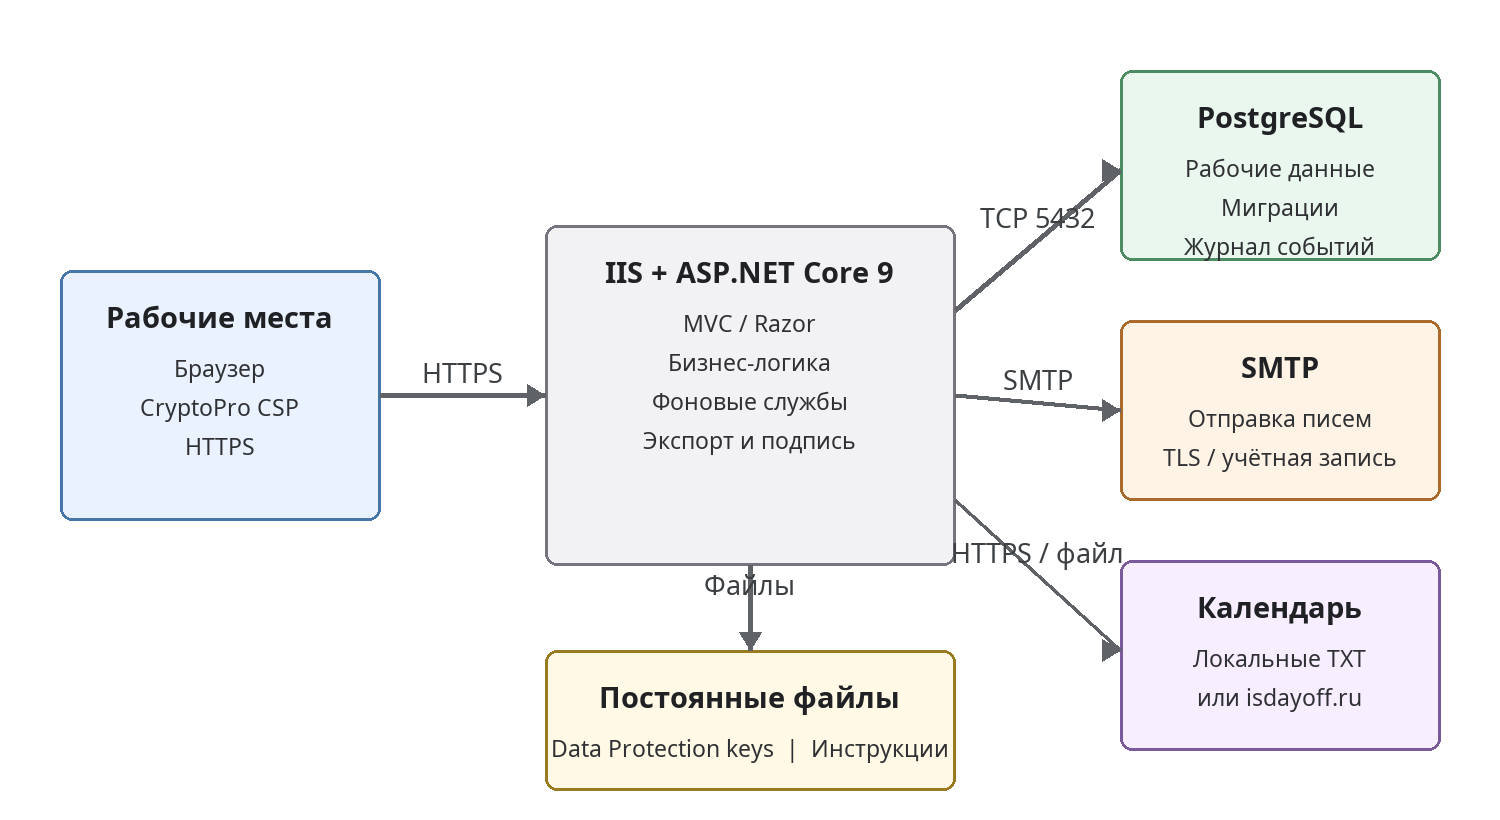 Рабочие места
Браузер
CryptoPro CSP
HTTPS
HTTPS
IIS + ASP.NET Core 9
MVC / Razor
Бизнес-логика
Фоновые службы
Экспорт и подпись
TCP 5432
PostgreSQL
Рабочие данные
Миграции
Журнал событий
SMTP
SMTP
Отправка писем
TLS / учётная запись
HTTPS / файл
Календарь
Локальные TXT
или isdayoff.ru
Файлы
Постоянные файлы
Data Protection keys | Инструкции